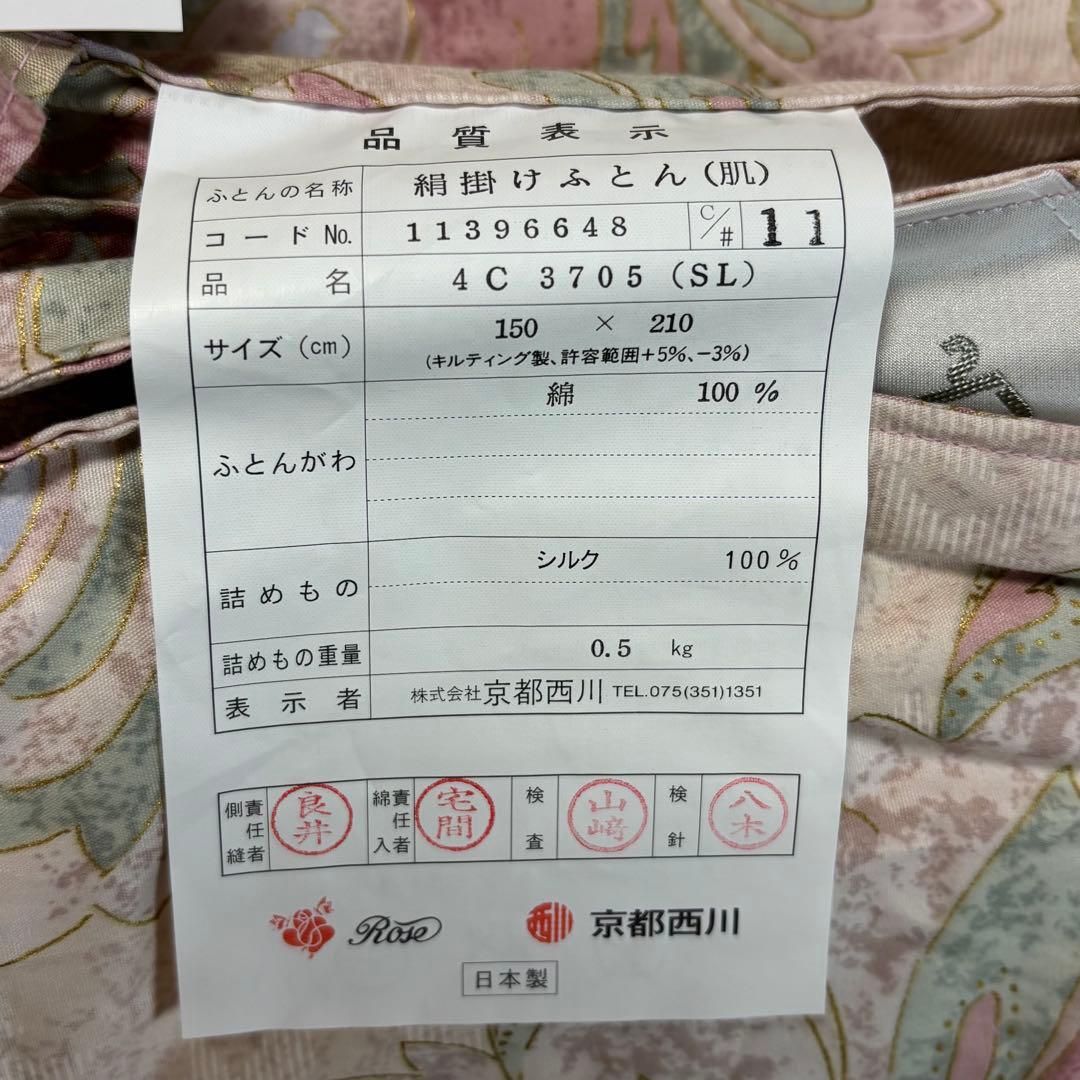 品質表示
ふとんの名称 絹掛けふとん(肌)
コードNo. 11396648 C/# 11
品名 4C 3705 (SL)
サイズ(cm) 150 × 210
(キルティング製、許容範囲+5%、-3%)
ふとんがわ 綿 100 %
詰めもの シルク 100%
詰めもの重量 0.5 kg
表示者 株式会社京都西川 TEL.075(351)1351
側縫責任者 良井 綿入責任者 宅間 検査 山﨑 検針 八木
Rose 西川 京都西川
日本製